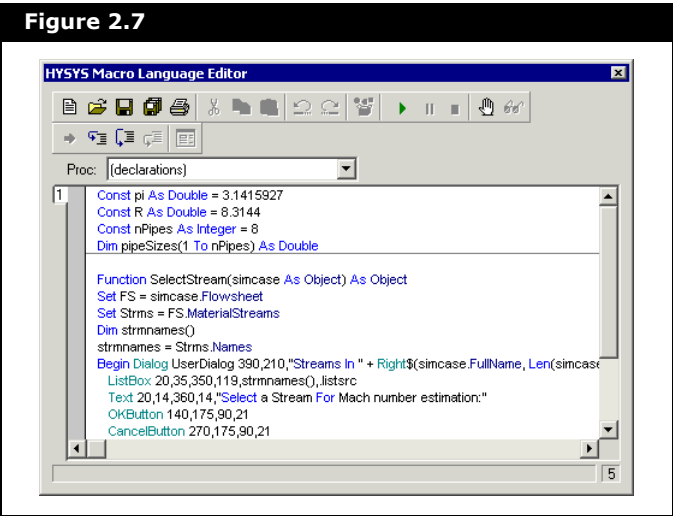 Figure 2.7
HYSYS Macro Language Editor
Proc: (declarations)
1
Const pi As Double = 3.1415927
Const R As Double = 8.3144
Const nPipes As Integer = 8
Dim pipeSizes(1 To nPipes) As Double
Function SelectStream(simcase As Object) As Object
Set FS = simcase.Flowsheet
Set Strms = FS.MaterialStreams
Dim strmnames()
strmnames = Strms.Names
Begin Dialog UserDialog 390,210,"Streams In " + Right$(simcase.FullName, Len(simcase
ListBox 20,35,350,119,strmnames(),.listsrc
Text 20,14,360,14,"Select a Stream For Mach number estimation:"
OKButton 140,175,90,21
CancelButton 270,175,90,21
5